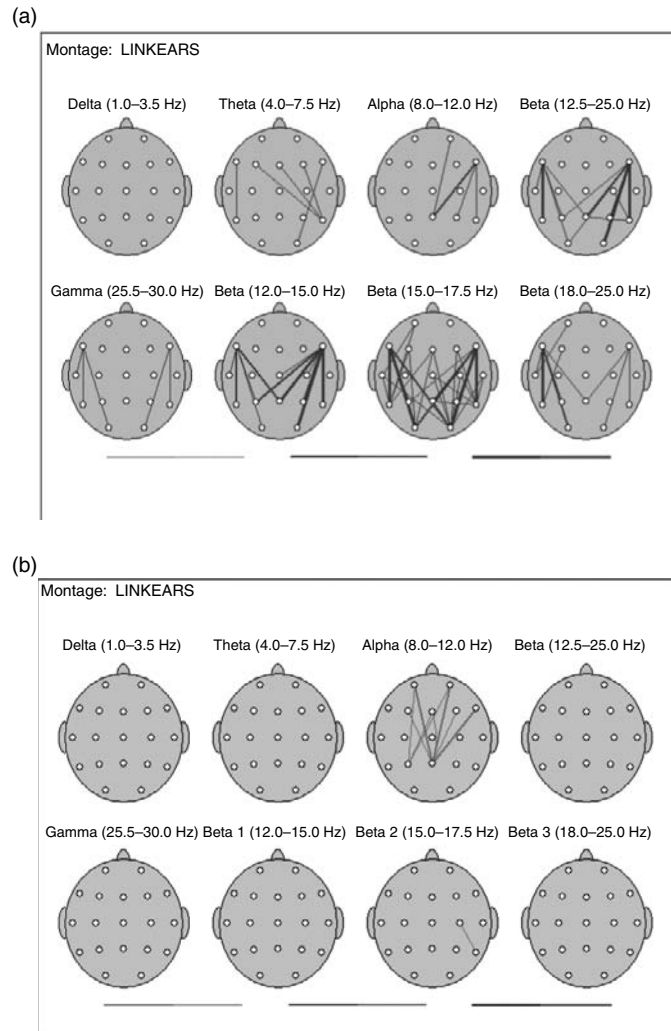 (a)
Montage: LINKEARS
Delta (1.0–3.5 Hz) Theta (4.0–7.5 Hz) Alpha (8.0–12.0 Hz) Beta (12.5–25.0 Hz)
Gamma (25.5–30.0 Hz) Beta (12.0–15.0 Hz) Beta (15.0–17.5 Hz) Beta (18.0–25.0 Hz)
(b)
Montage: LINKEARS
Delta (1.0–3.5 Hz) Theta (4.0–7.5 Hz) Alpha (8.0–12.0 Hz) Beta (12.5–25.0 Hz)
Gamma (25.5–30.0 Hz) Beta 1 (12.0–15.0 Hz) Beta 2 (15.0–17.5 Hz) Beta 3 (18.0–25.0 Hz)